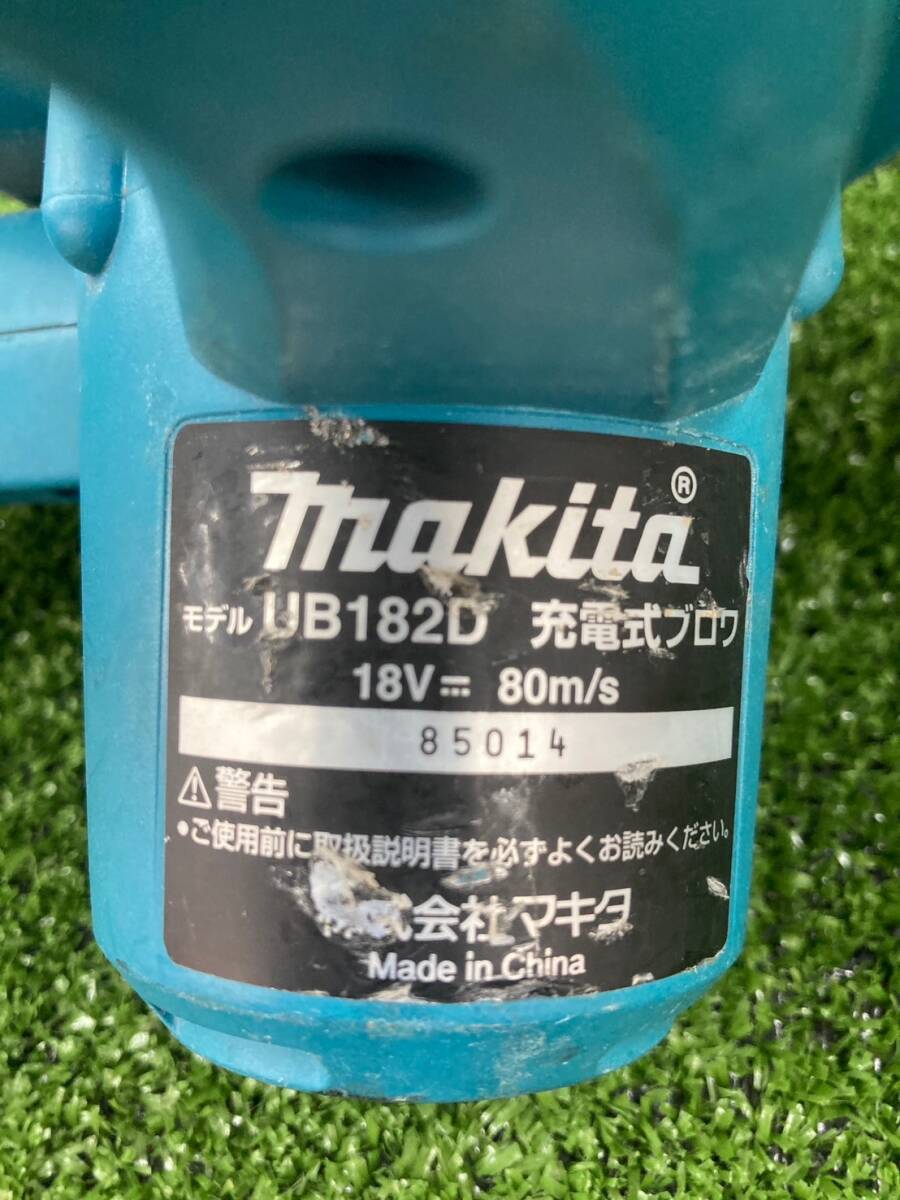 makita®
モデル UB182D 充電式ブロワ
18V⎓ 80m/s
85014
⚠警告
•ご使用前に取扱説明書を必ずよくお読みください。
株式会社マキタ
Made in China